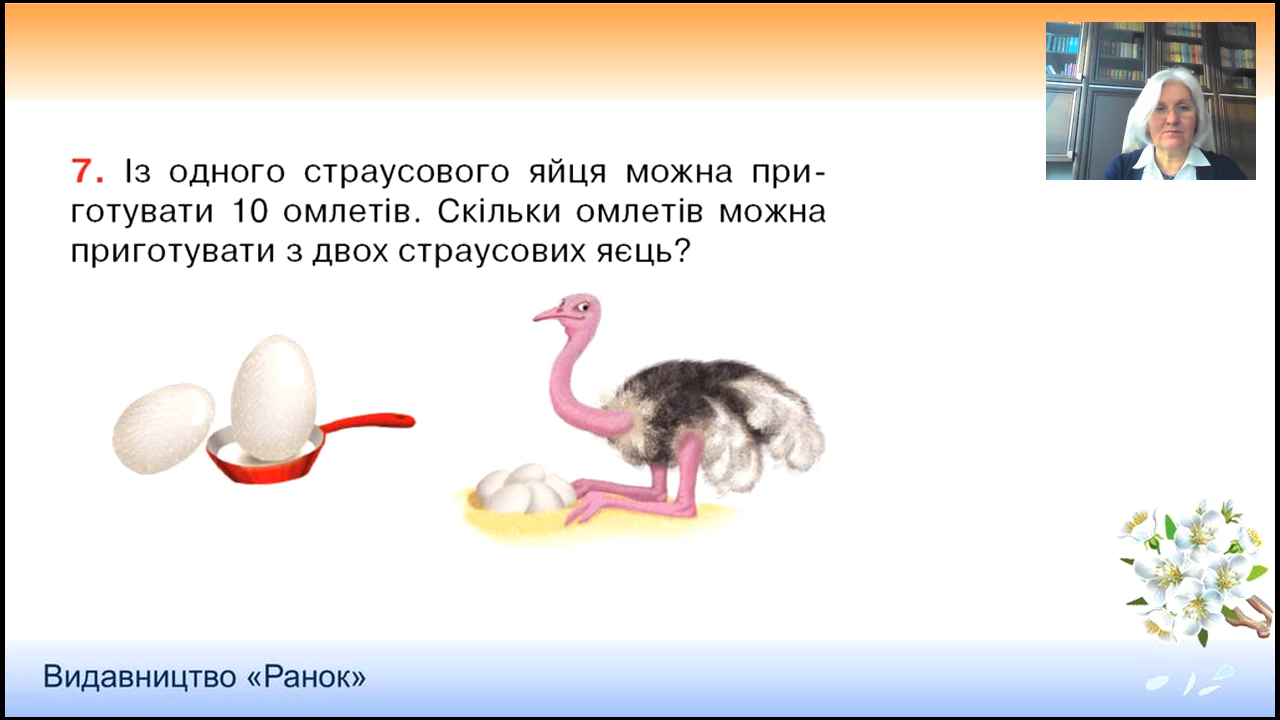 7. Із одного страусового яйця можна при-
готувати 10 омлетів. Скільки омлетів можна
приготувати з двох страусових яєць?
Видавництво «Ранок»